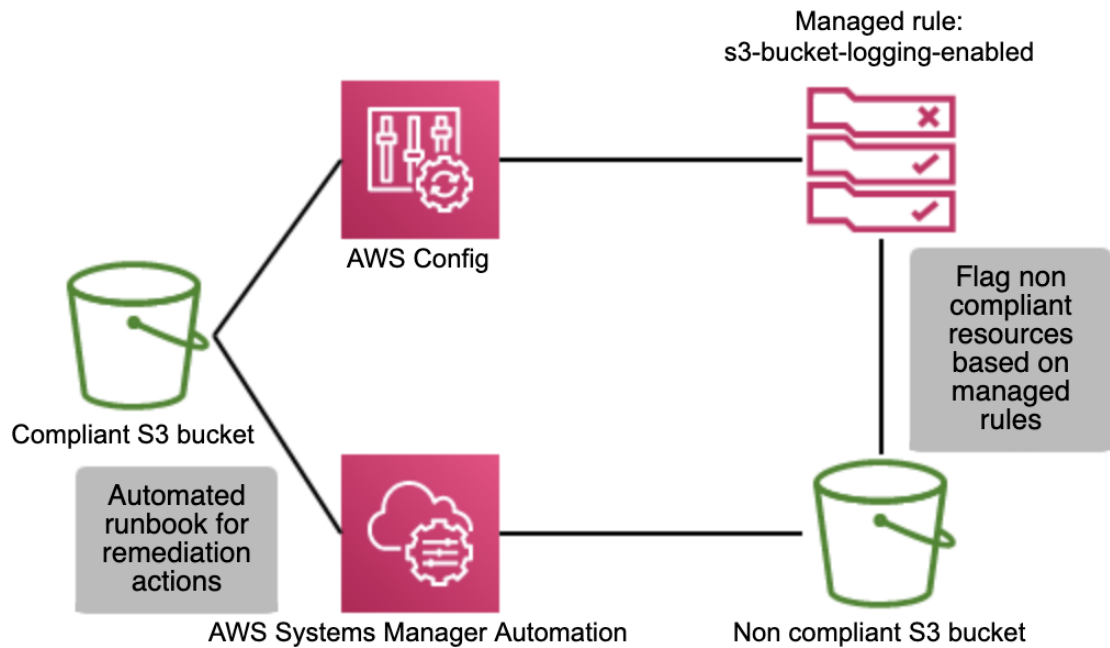 Managed rule:
s3-bucket-logging-enabled
AWS Config
Flag non
compliant
resources
based on
managed
rules
Compliant S3 bucket
Automated
runbook for
remediation
actions
AWS Systems Manager Automation
Non compliant S3 bucket